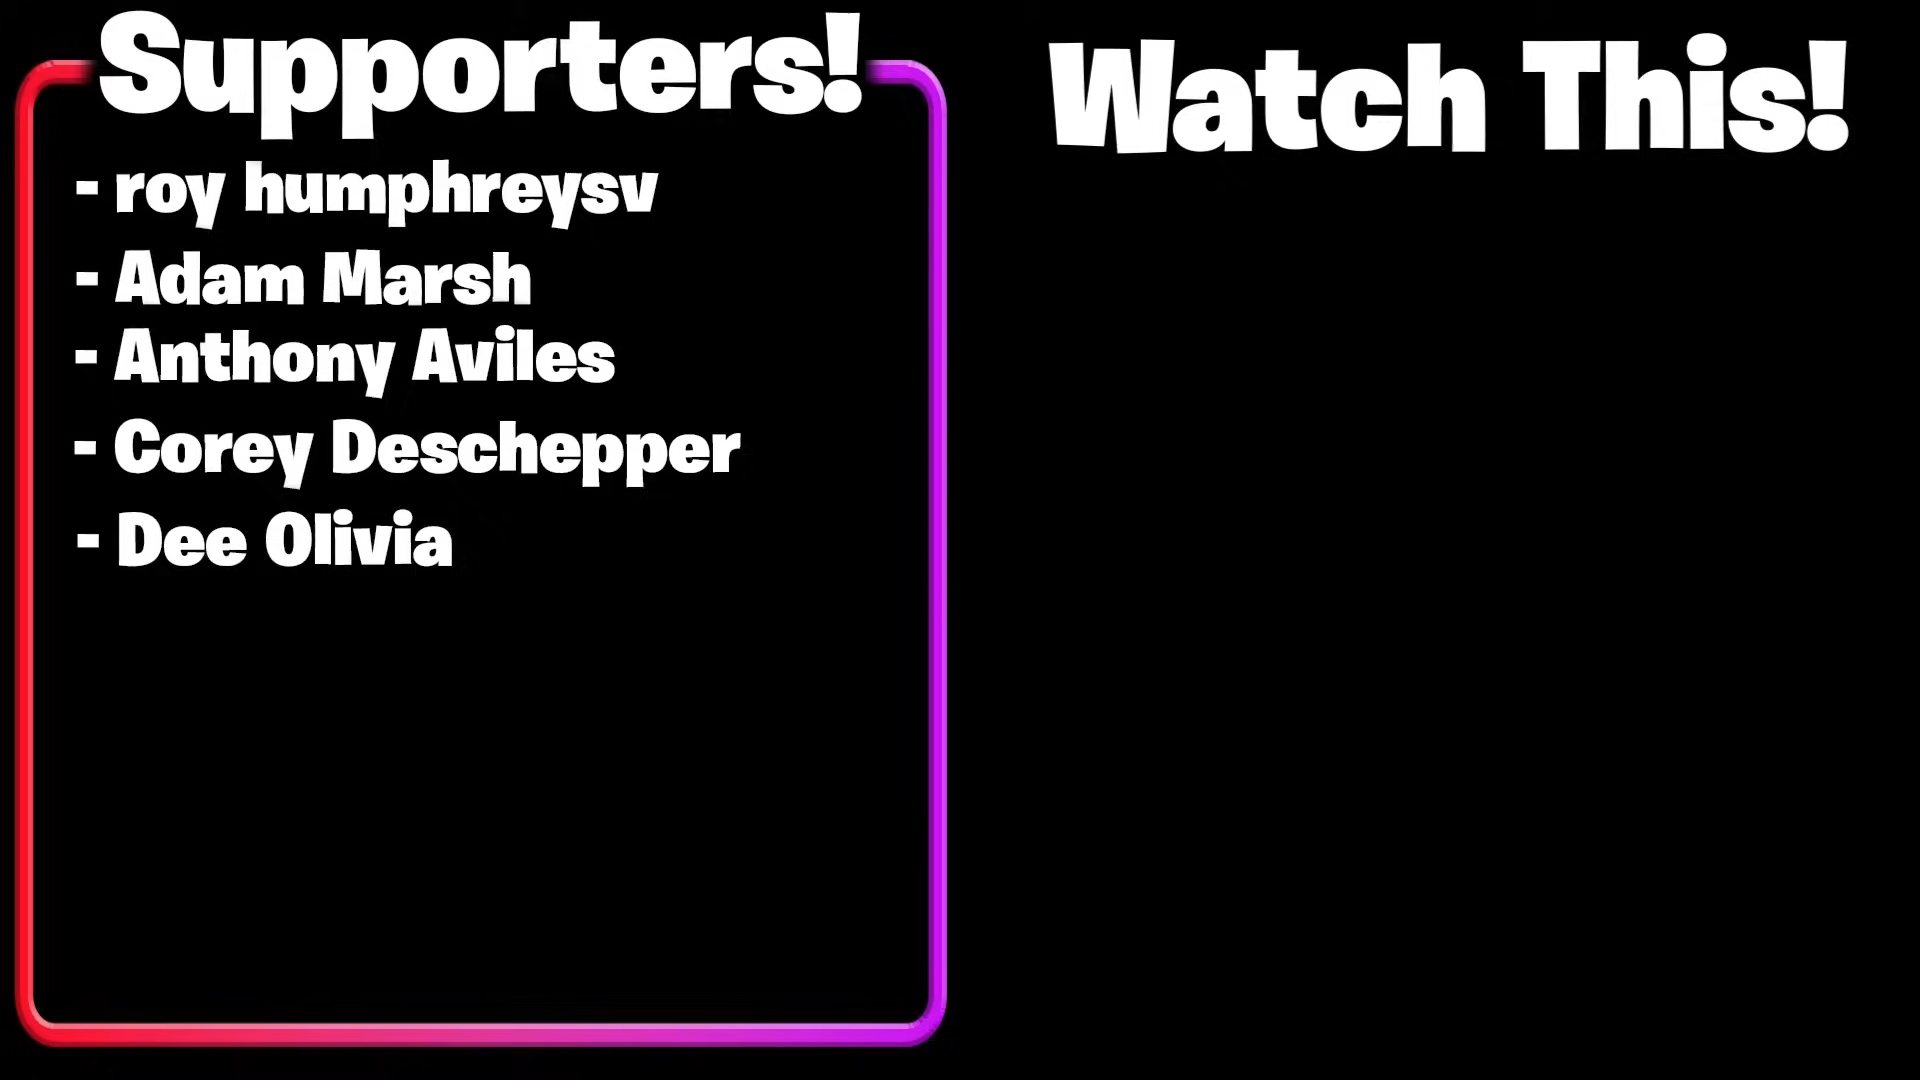 Supporters!
- roy humphreysv
- Adam Marsh
- Anthony Aviles
- Corey Deschepper
- Dee Olivia
Watch This!